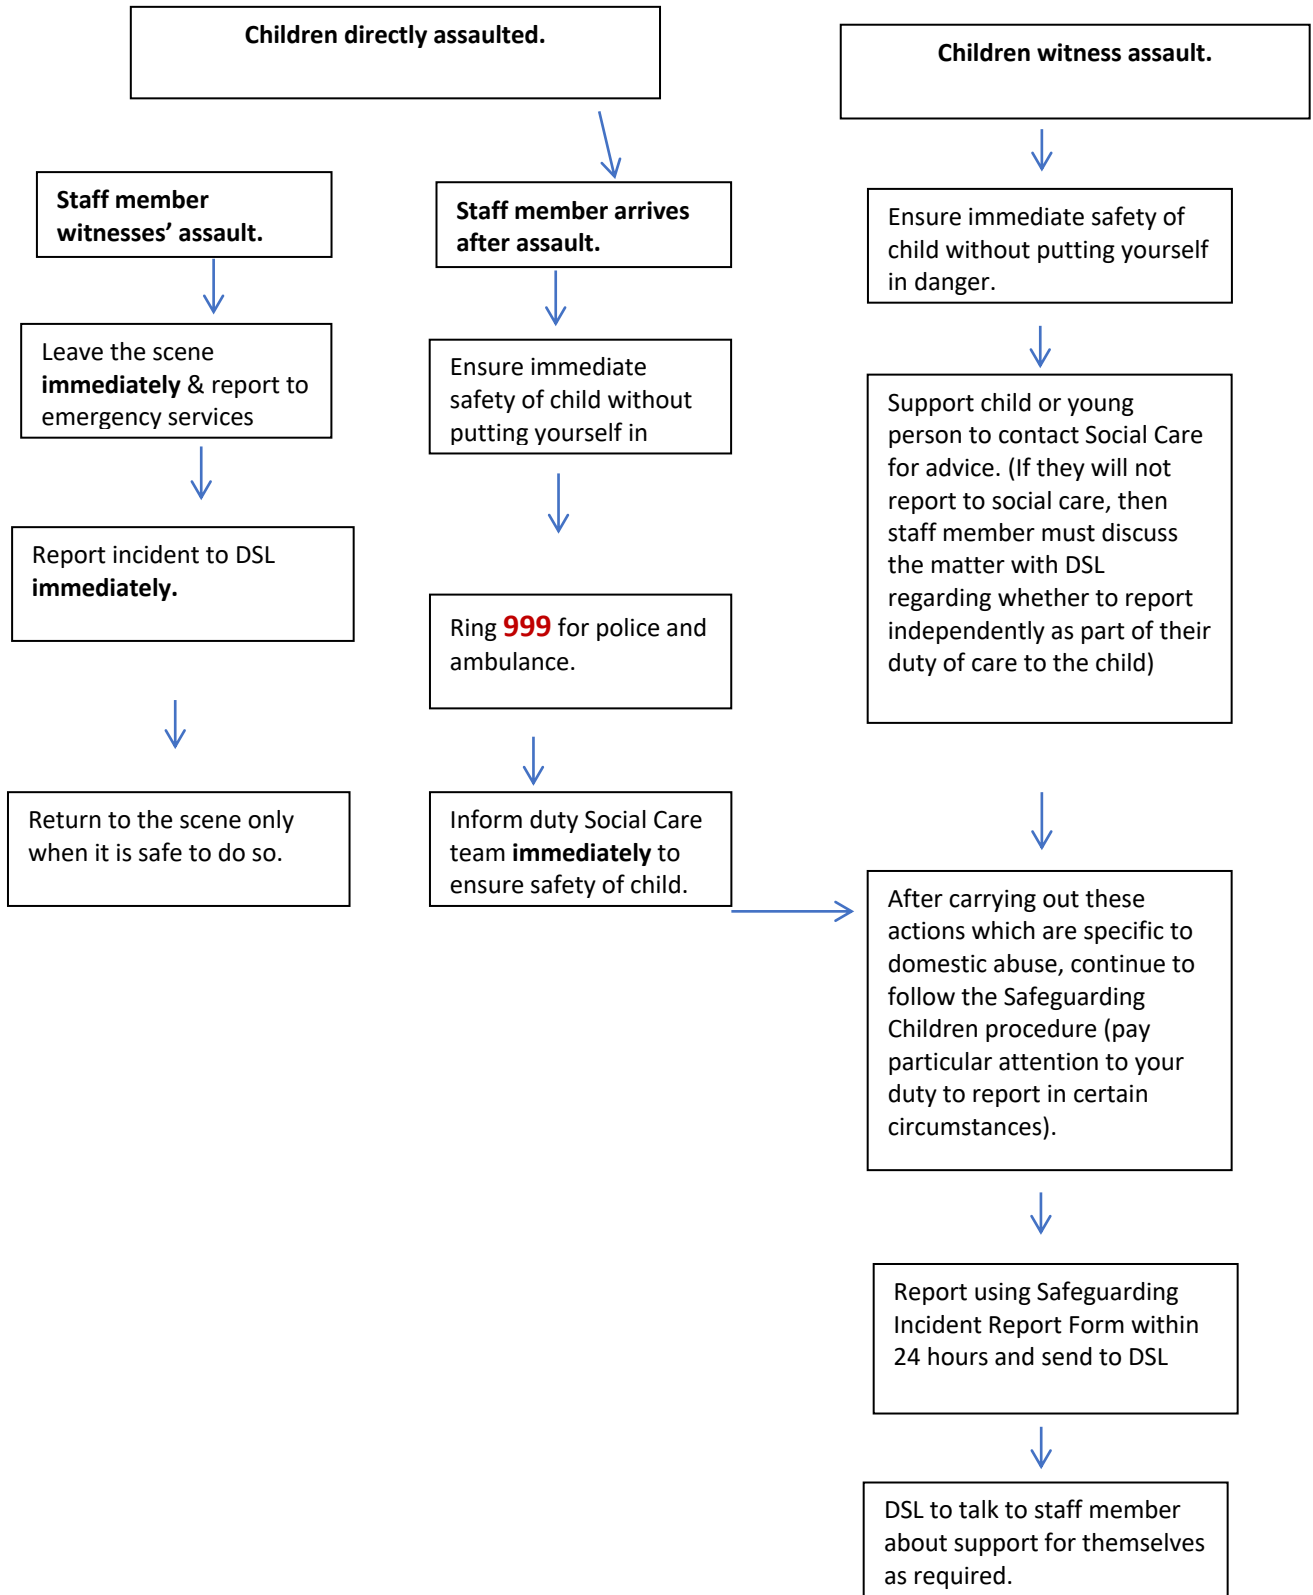 Children directly assaulted.
Children witness assault.
Staff member
witnesses’ assault.
Leave the scene
immediately & report to
emergency services
Report incident to DSL
immediately.
Return to the scene only
when it is safe to do so.
Staff member arrives
after assault.
Ensure immediate
safety of child without
putting yourself in
Ring 999 for police and
ambulance.
Inform duty Social Care
team immediately to
ensure safety of child.
Ensure immediate safety of
child without putting yourself
in danger.
Support child or young
person to contact Social Care
for advice. (If they will not
report to social care, then
staff member must discuss
the matter with DSL
regarding whether to report
independently as part of their
duty of care to the child)
After carrying out these
actions which are specific to
domestic abuse, continue to
follow the Safeguarding
Children procedure (pay
particular attention to your
duty to report in certain
circumstances).
Report using Safeguarding
Incident Report Form within
24 hours and send to DSL
DSL to talk to staff member
about support for themselves
as required.